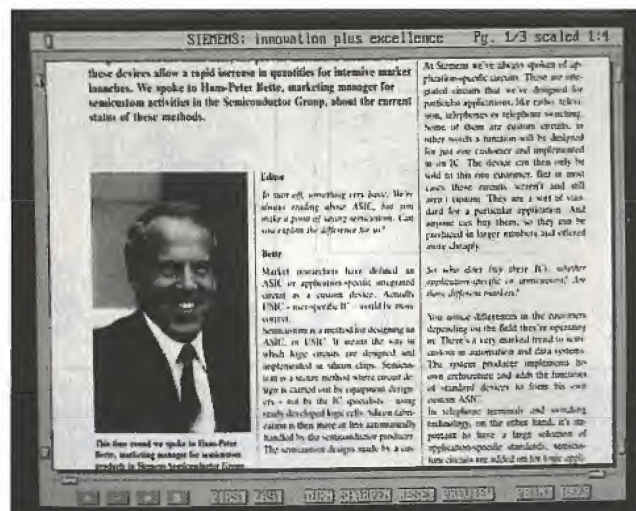 SIEMENS: innovation plus excellence Pg. 1/3 scaled 1:4
these devices allow a rapid increase in quantities for intensive market
launches. We spoke to Hans-Peter Bette, marketing manager for
semicustom activities in the Semiconductor Group, about the current
status of these methods.
This time round we spoke to Hans-Peter
Bette, marketing manager for semicustom
products in Siemens Semiconductor Group
Editor
To start off, something very basic. We're
always reading about ASIC, but you
make a point of saying semicustom. Can
you explain the difference for us?
Bette
Market researchers have defined an
ASIC or application-specific integrated
circuit as a custom device. Actually
USIC - user-specific IC - would be more
correct.
Semicustom is a method for designing an
ASIC, or USIC. It means the way in
which logic circuits are designed and
implemented in silicon chips. Semicus-
tom is a secure method where circuit de-
sign is carried out by equipment design-
ers - not by the IC specialists - using
ready developed logic cells. Silicon fabri-
cation is then more or less automatically
handled by the semiconductor producer.
The semicustom designs made by a cus-
At Siemens we've always spoken of ap-
plication-specific circuits. These are inte-
grated circuits that we've designed for
particular applications, like radio, televi-
sion, telephones or telephone switching.
Some of them are custom circuits, in
other words a function will be designed
for just one customer and implemented
in an IC. The device can then only be
sold to this one customer. But in most
cases these circuits weren't and still
aren't custom. They are a sort of stan-
dard for a particular application. And
anyone can buy them, so they can be
produced in larger numbers and offered
more cheaply.
So who does buy these ICs, whether
application-specific or semicustom? Are
there different markets?
You notice differences in the customers
depending on the field they're operating
in. There's a very marked trend to semi-
custom in automation and data systems.
The system producer implements his
own architecture and adds the functions
of standard devices to form his own
custom ASIC.
In telephone terminals and switching
technology, on the other hand, it's im-
portant to have a large selection of
application-specific standards, semicus-
tom circuits are added on for logic appli-
FIRST LAST TURN SHARPEN RESET PREVIEW PRINT HELP